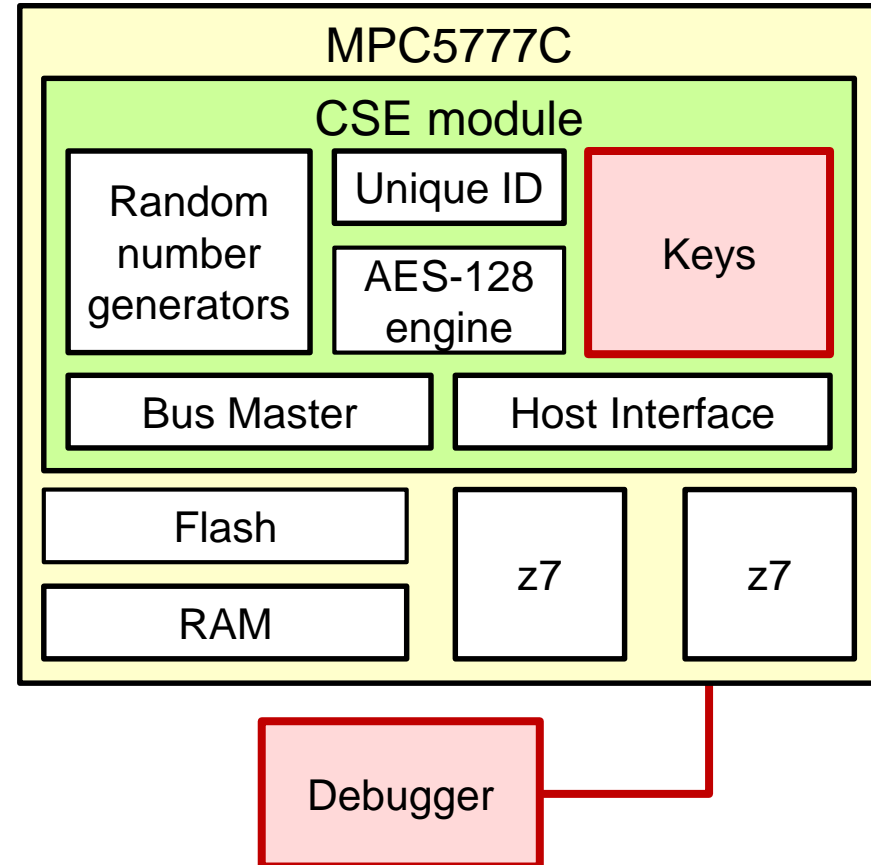 MPC5777C
CSE module
Random
number
generators
Unique ID
AES-128
engine
Keys
Bus Master
Host Interface
Flash
RAM
z7
z7
Debugger